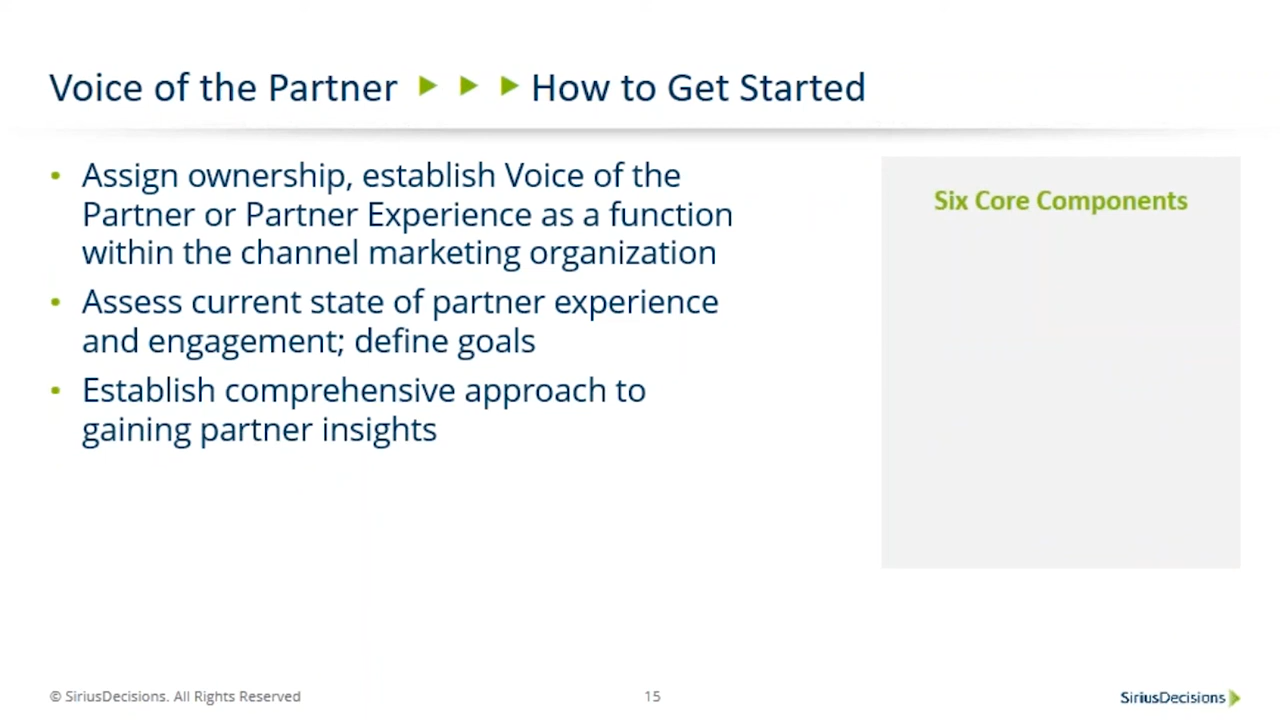 Voice of the Partner ▶ ▶ ▶ How to Get Started
• Assign ownership, establish Voice of the
Partner or Partner Experience as a function
within the channel marketing organization
• Assess current state of partner experience
and engagement; define goals
• Establish comprehensive approach to
gaining partner insights
Six Core Components
© SiriusDecisions. All Rights Reserved
15
SiriusDecisions